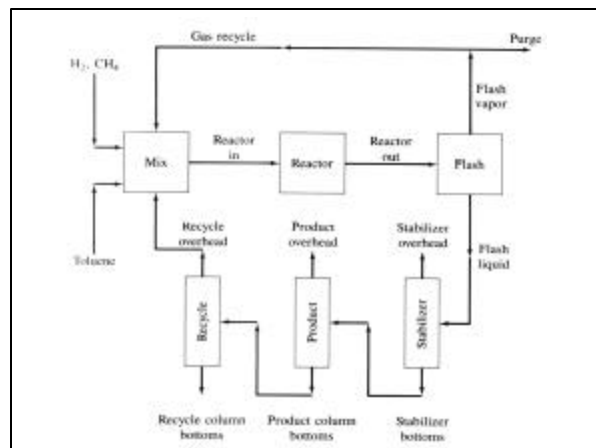 Gas recycle
Purge
H₂, CH₄
Flash
vapor
Mix
Reactor
in
Reactor
Reactor
out
Flash
Recycle
overhead
Product
overhead
Stabilizer
overhead
Flash
liquid
Toluene
Recycle
Product
Stabilizer
Recycle column
bottoms
Product column
bottoms
Stabilizer
bottoms